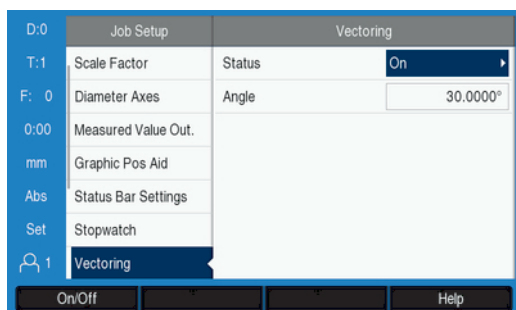 D:0 Job Setup Vectoring
T:1 Scale Factor Status On
F: 0 Diameter Axes Angle 30.0000°
0:00 Measured Value Out.
mm Graphic Pos Aid
Abs Status Bar Settings
Set Stopwatch
1 Vectoring
On/Off Help